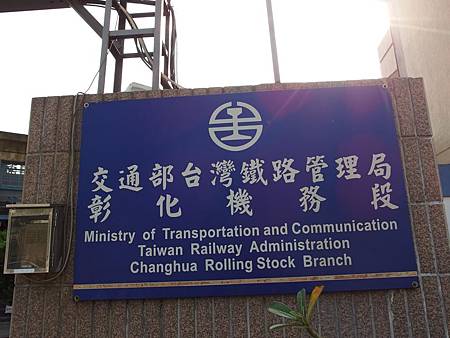 交通部台灣鐵路管理局
彰化機務段
Ministry of Transportation and Communication
Taiwan Railway Administration
Changhua Rolling Stock Branch